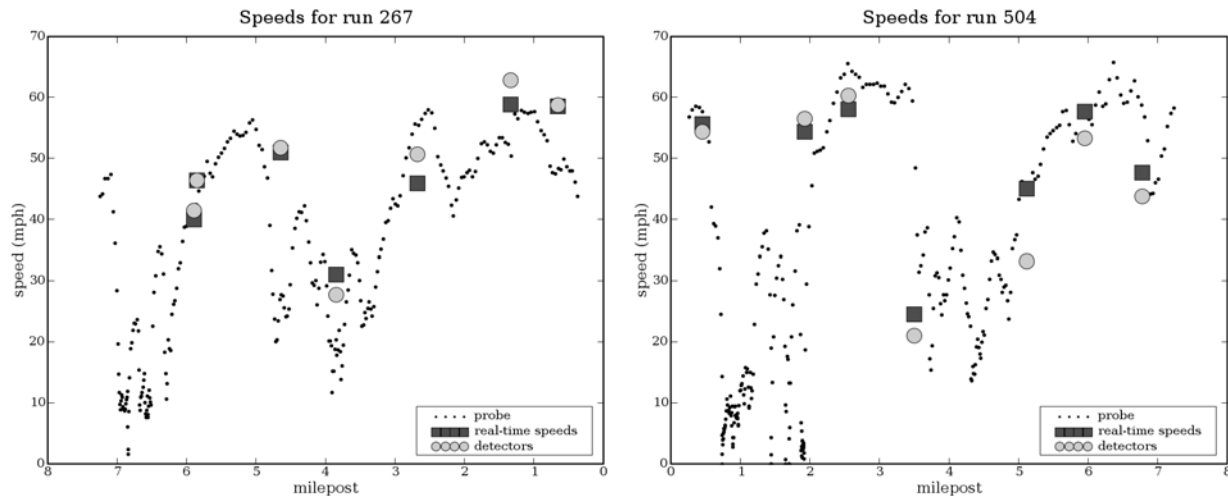 Speeds for run 267
70
60
50
40
30
20
10
0
speed (mph)
8 7 6 5 4 3 2 1 0
milepost
probe
real-time speeds
detectors
Speeds for run 504
70
60
50
40
30
20
10
0
speed (mph)
0 1 2 3 4 5 6 7 8
milepost
probe
real-time speeds
detectors